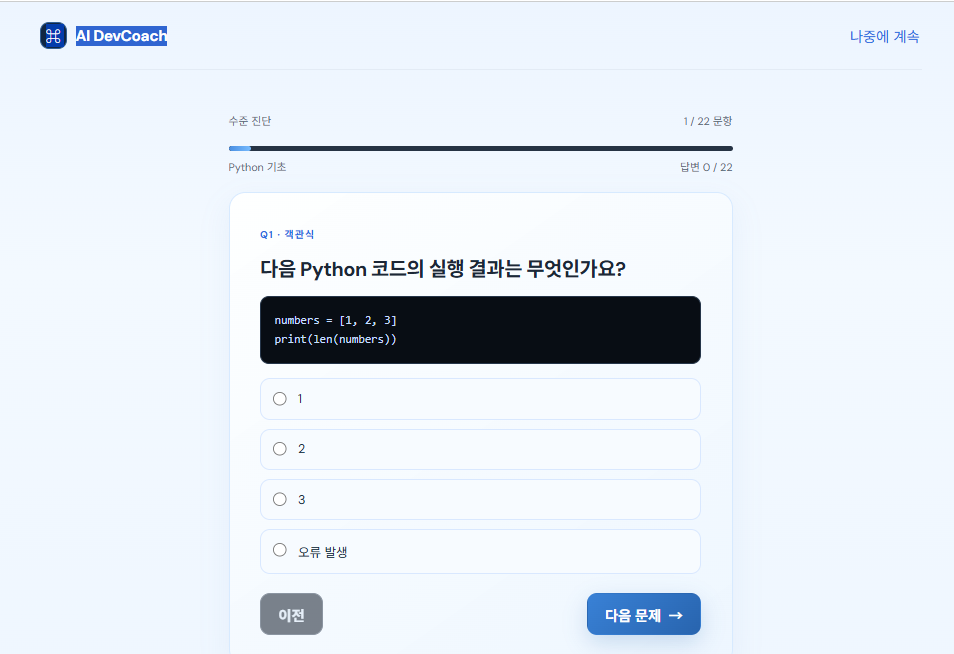 AI DevCoach
나중에 계속
수준 진단
1 / 22 문항
Python 기초
답변 0 / 22
Q1 · 객관식
다음 Python 코드의 실행 결과는 무엇인가요?
numbers = [1, 2, 3]
print(len(numbers))
1
2
3
오류 발생
이전
다음 문제 →